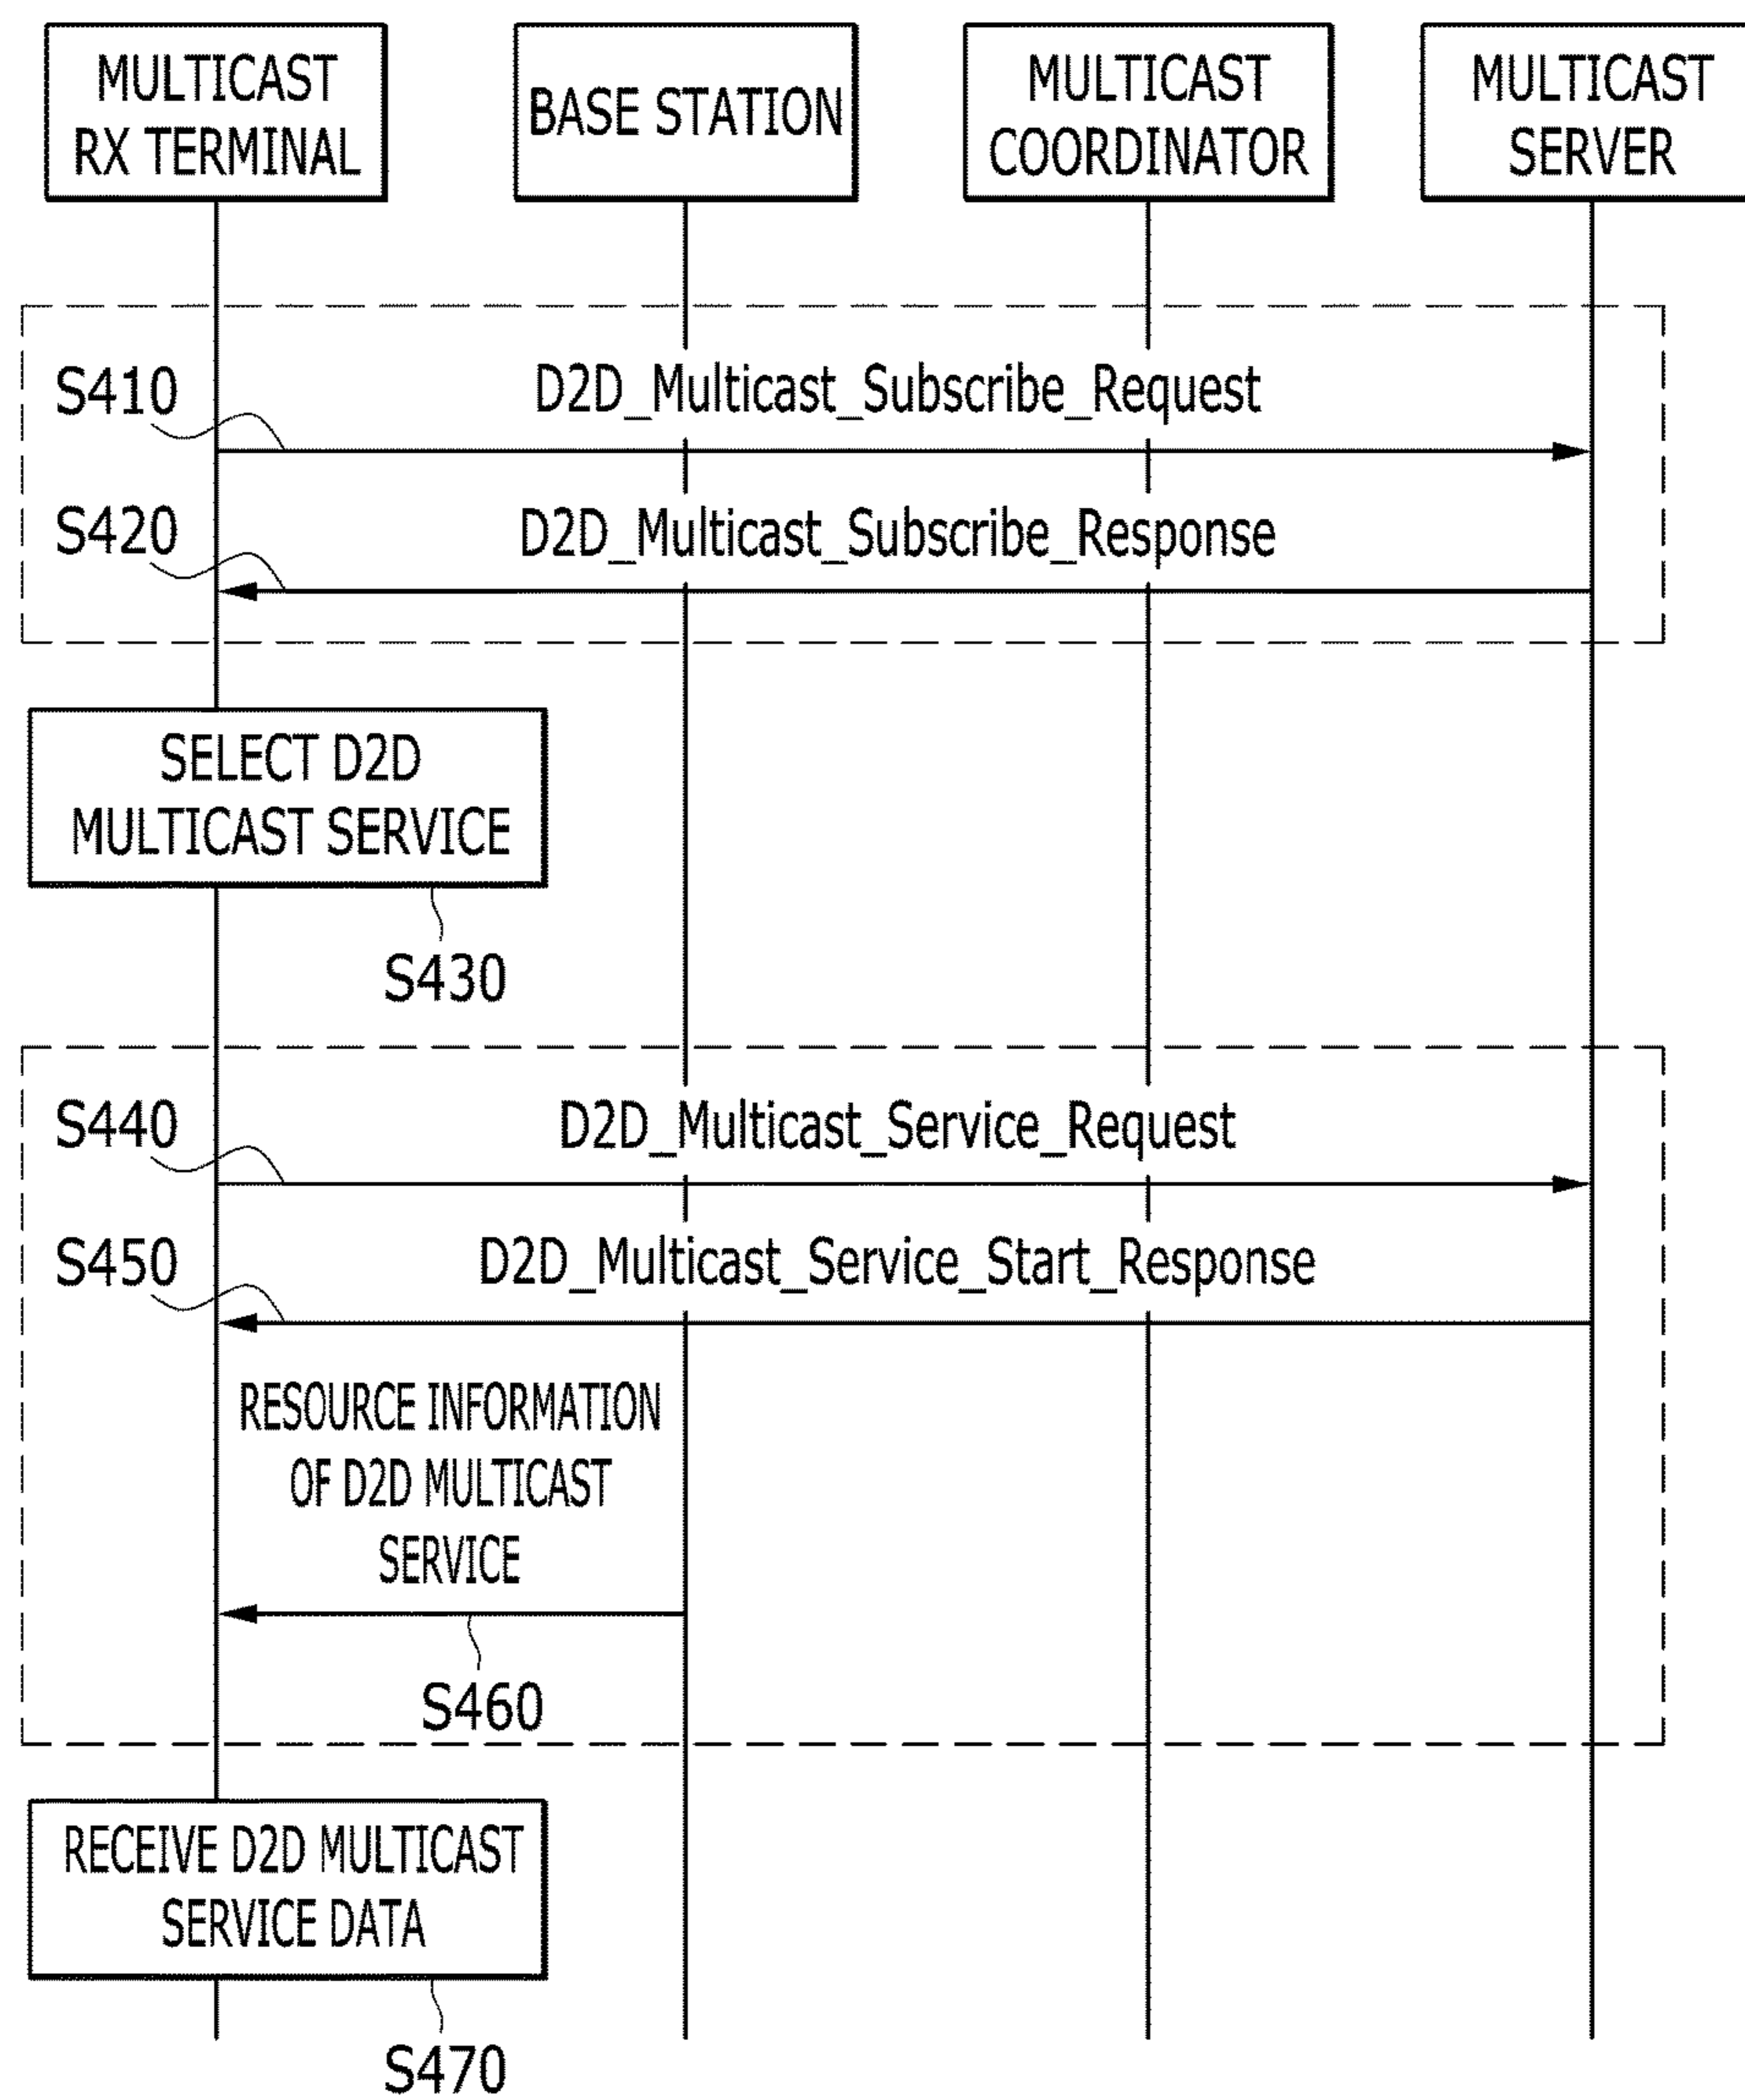 MULTICAST
RX TERMINAL
BASE STATION
MULTICAST
COORDINATOR
MULTICAST
SERVER
S410
D2D_Multicast_Subscribe_Request
S420
D2D_Multicast_Subscribe_Response
SELECT D2D
MULTICAST SERVICE
S430
S440
D2D_Multicast_Service_Request
S450
D2D_Multicast_Service_Start_Response
RESOURCE INFORMATION
OF D2D MULTICAST
SERVICE
S460
RECEIVE D2D MULTICAST
SERVICE DATA
S470